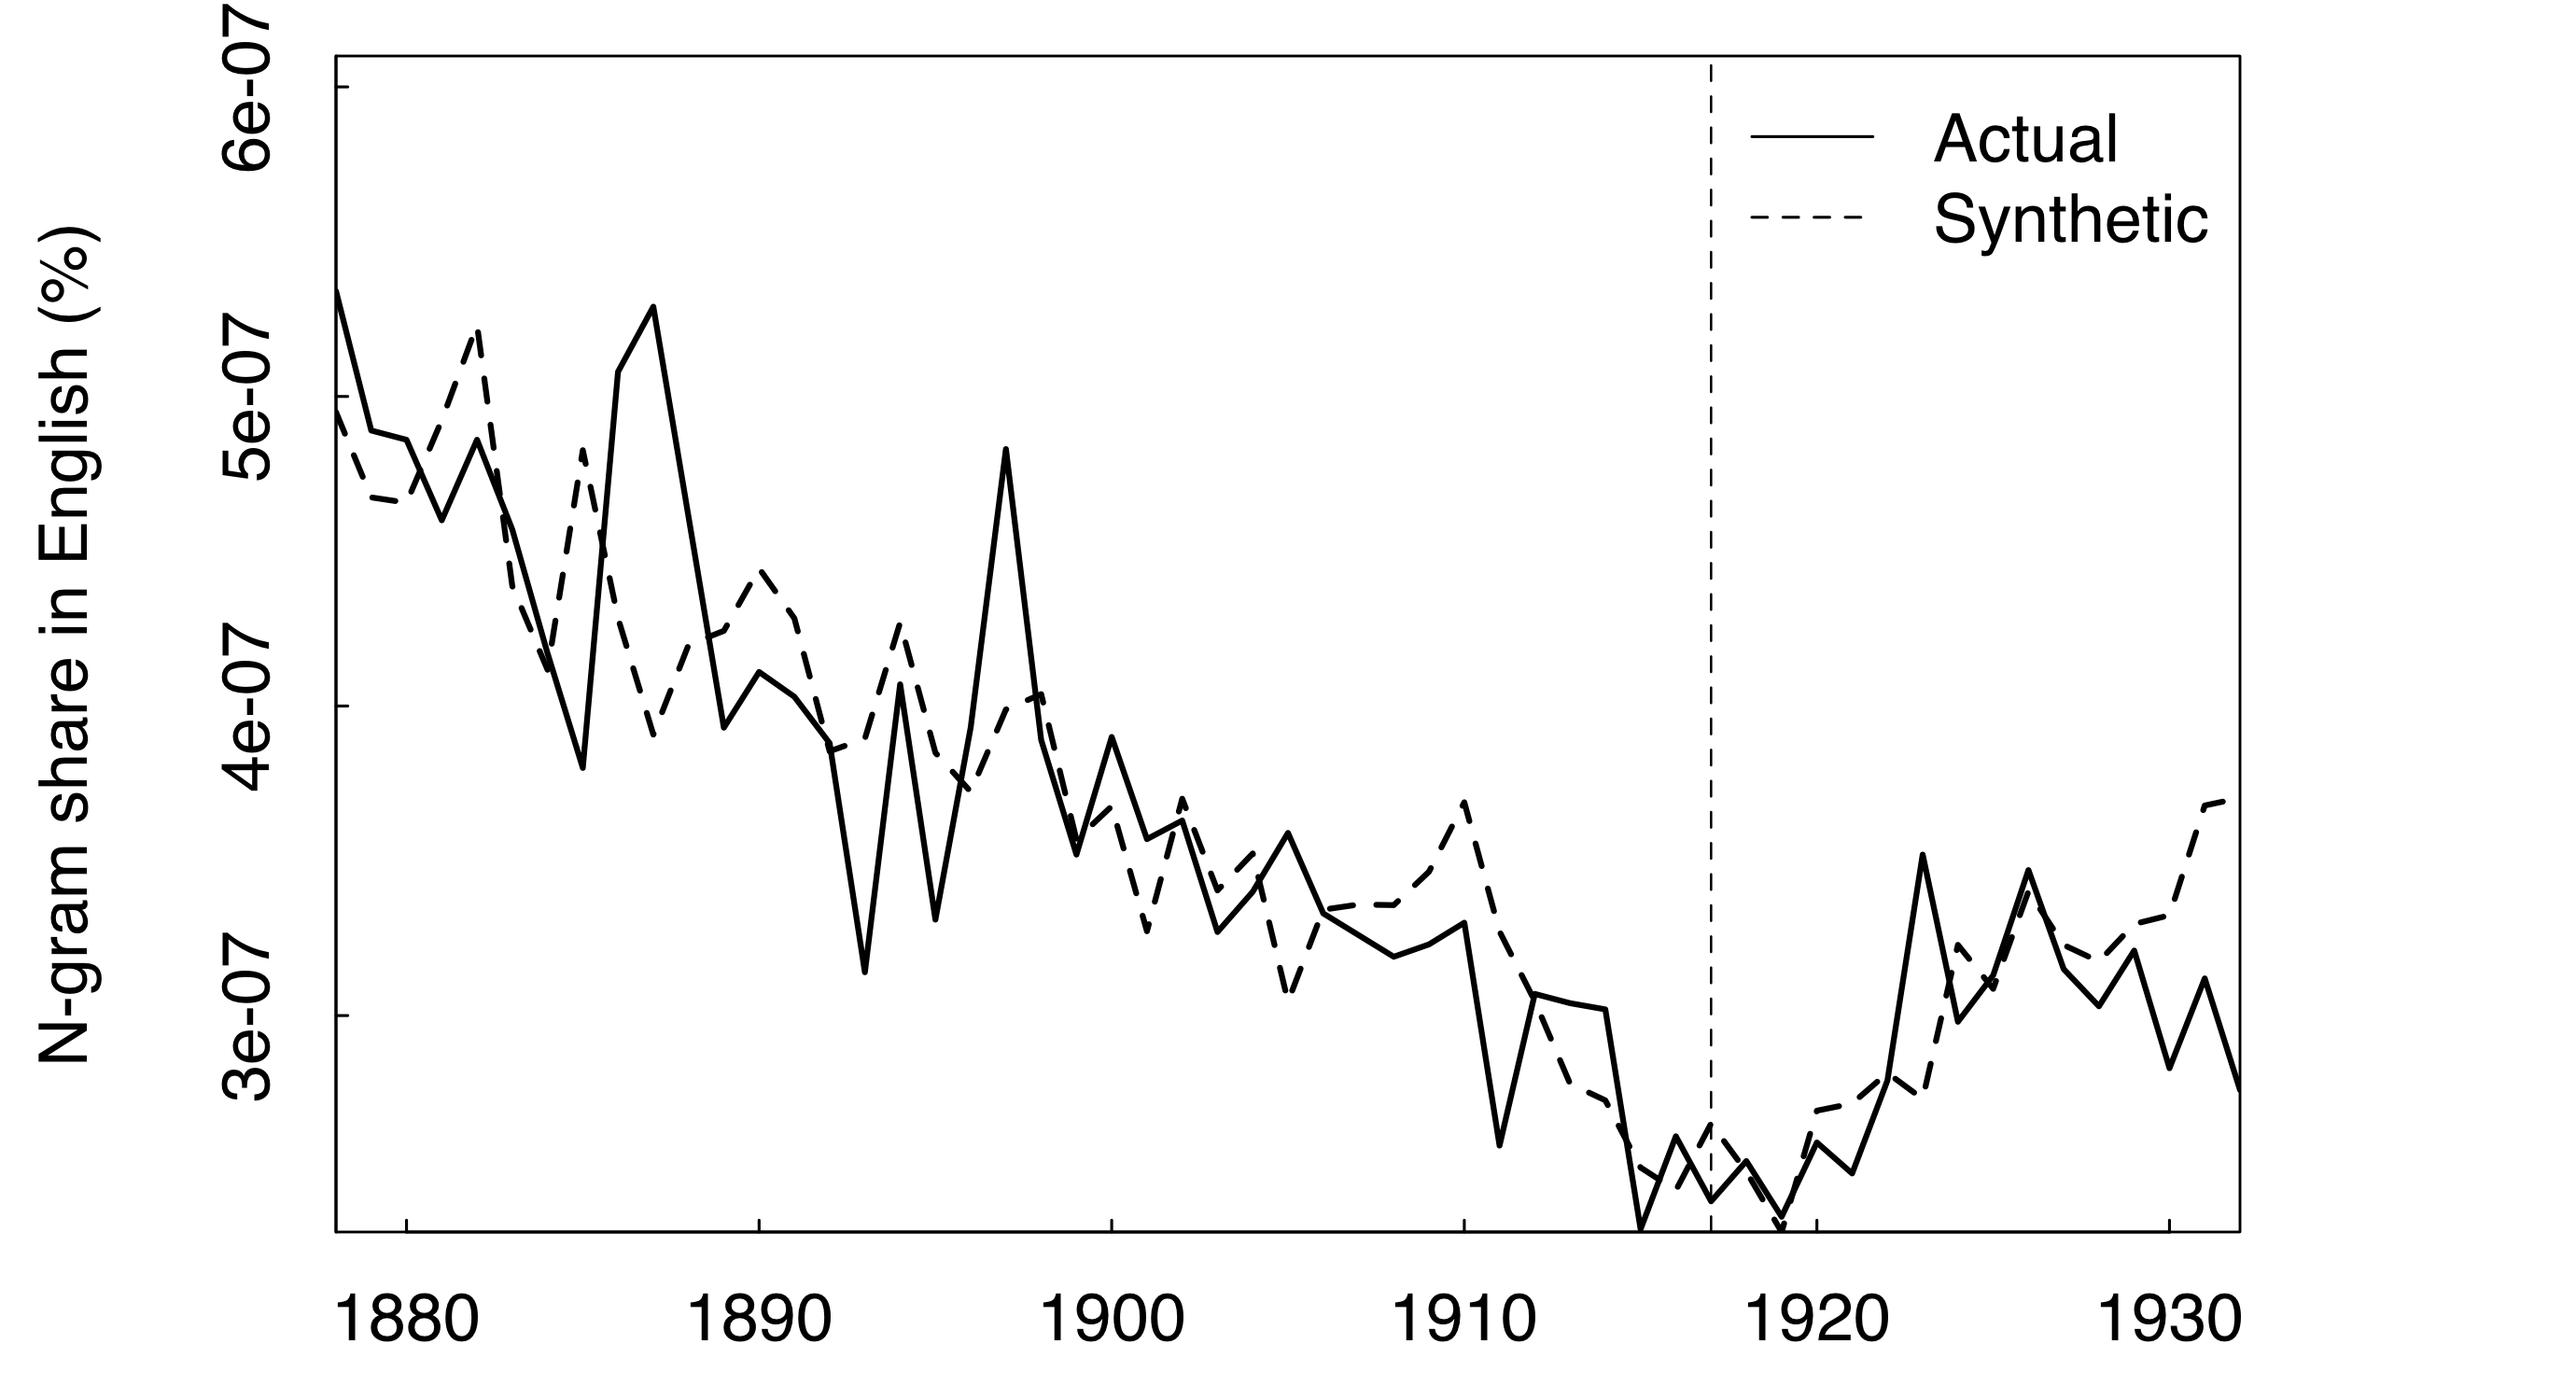 N-gram share in English (%)
6e-07
5e-07
4e-07
3e-07
Actual
Synthetic
1880 1890 1900 1910 1920 1930